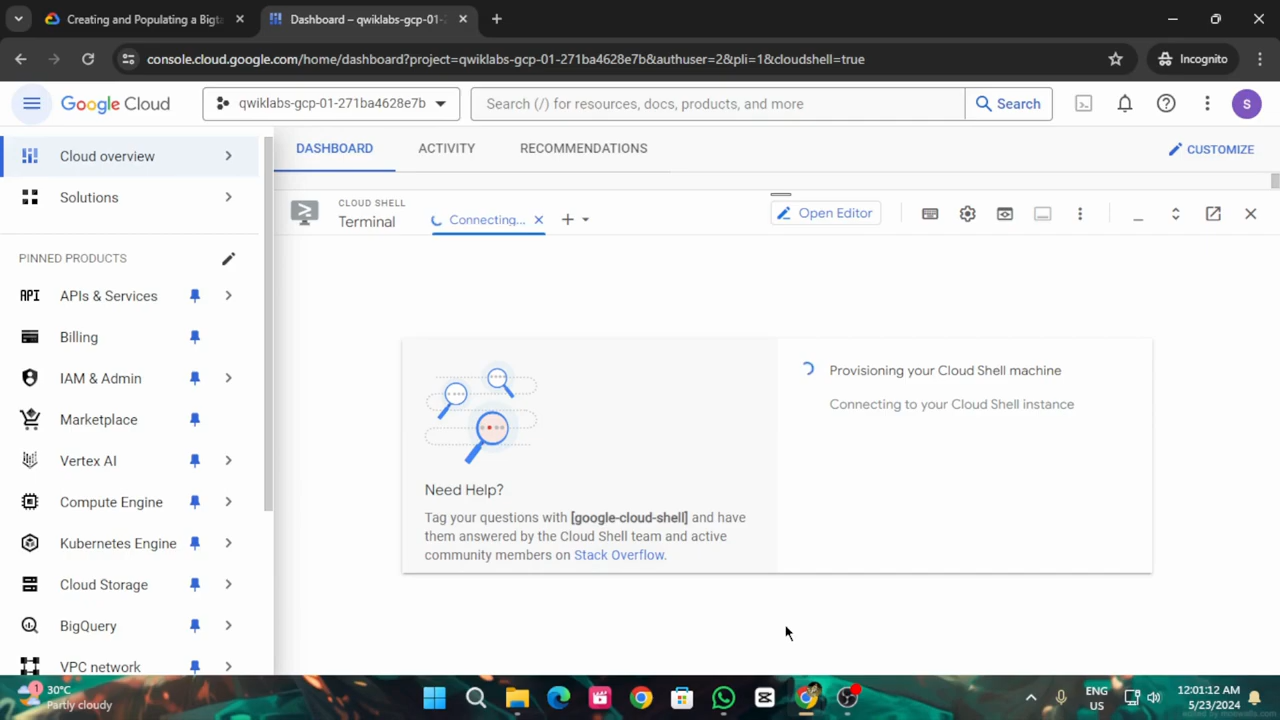 Creating and Populating a Bigta
Dashboard – qwiklabs-gcp-01-
console.cloud.google.com/home/dashboard?project=qwiklabs-gcp-01-271ba4628e7b&authuser=2&pli=1&cloudshell=true
Incognito
Google Cloud
qwiklabs-gcp-01-271ba4628e7b
Search (/) for resources, docs, products, and more
Search
S
Cloud overview
Solutions
PINNED PRODUCTS
API
APIs & Services
Billing
IAM & Admin
Marketplace
Vertex AI
Compute Engine
Kubernetes Engine
Cloud Storage
BigQuery
VPC network
DASHBOARD
ACTIVITY
RECOMMENDATIONS
CUSTOMIZE
CLOUD SHELL
Terminal
Connecting...
Open Editor
Need Help?
Tag your questions with [google-cloud-shell] and have
them answered by the Cloud Shell team and active
community members on Stack Overflow.
Provisioning your Cloud Shell machine
Connecting to your Cloud Shell instance
1
30°C
Partly cloudy
ENG
US
12:01:12 AM
5/23/2024